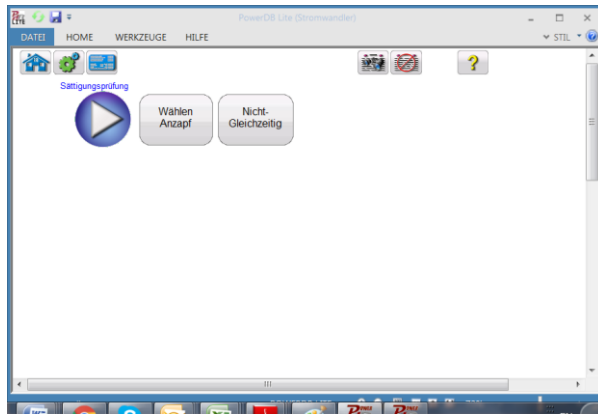 PowerDB Lite (Stromwandler)
DATEI HOME WERKZEUGE HILFE STIL
Sättigungsprüfung
Wählen Anzapf
Nicht-Gleichzeitig